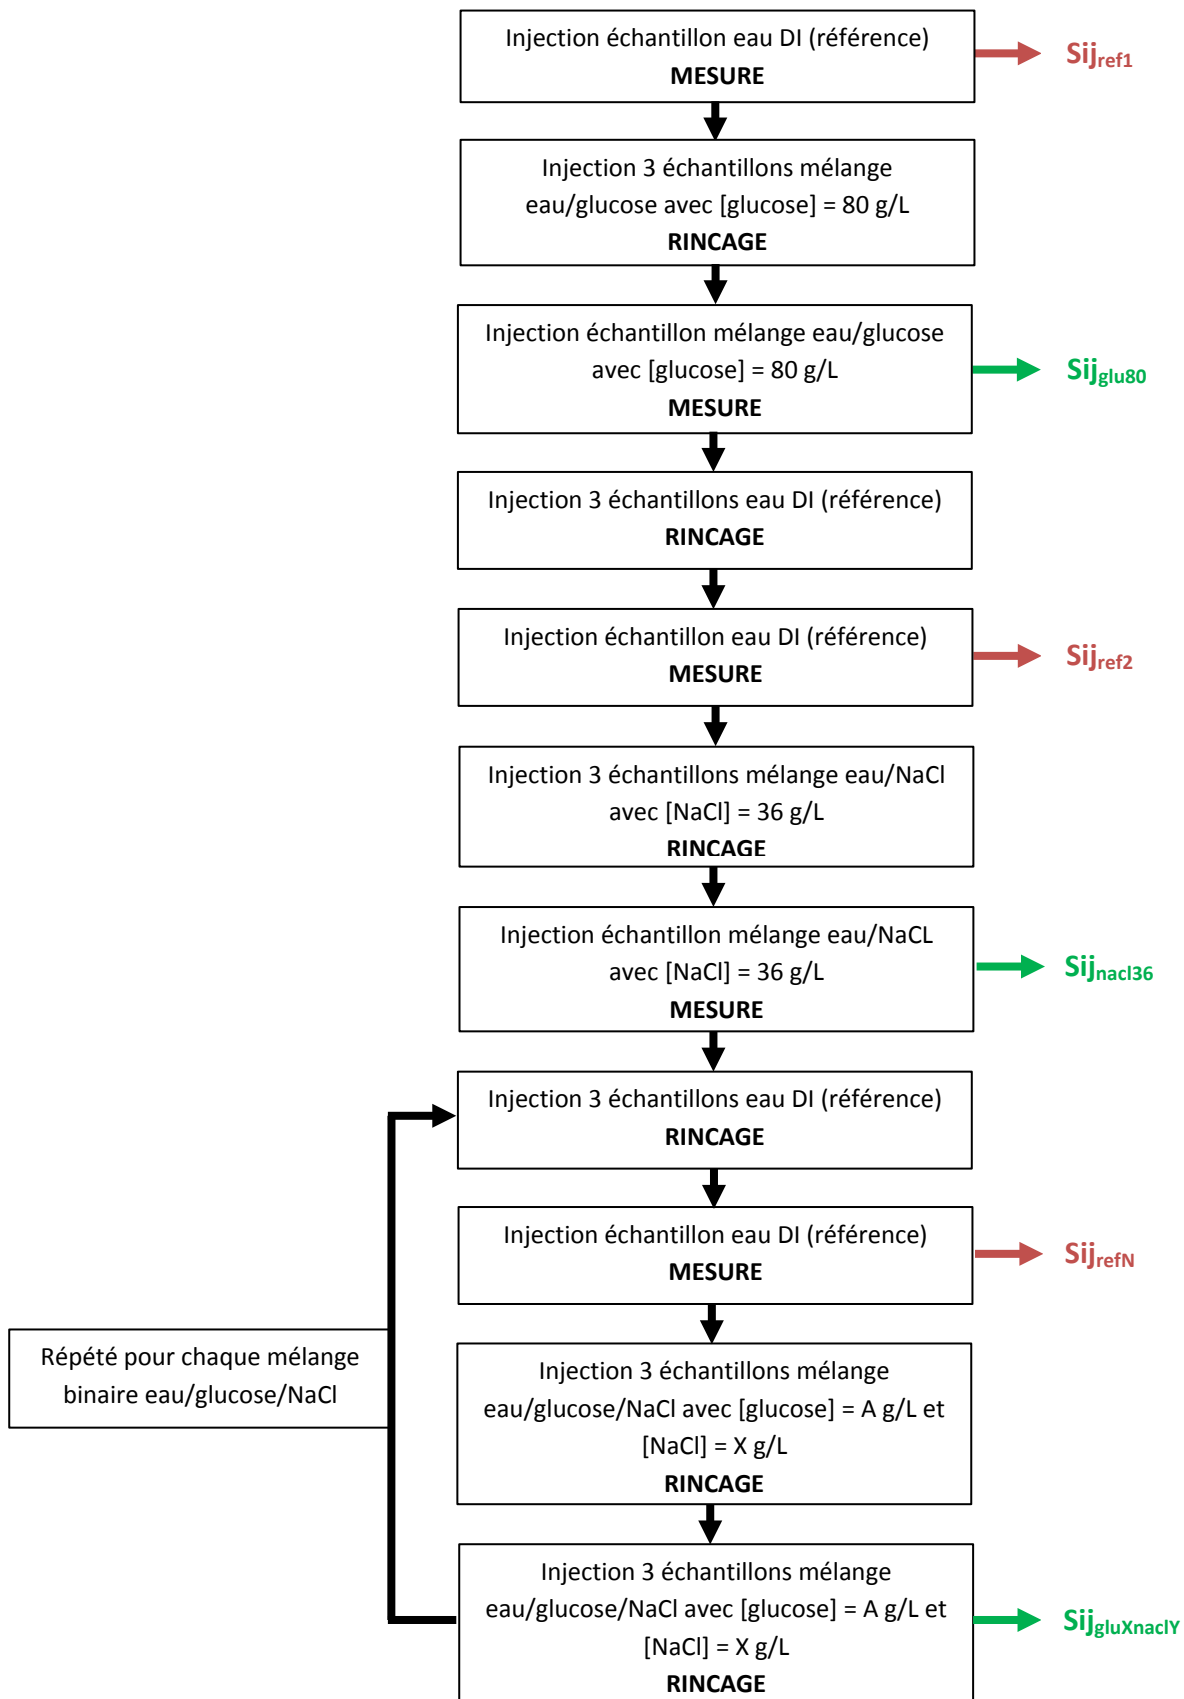 Injection échantillon eau DI (référence)
MESURE
Sijref1
Injection 3 échantillons mélange
eau/glucose avec [glucose] = 80 g/L
RINCAGE
Injection échantillon mélange eau/glucose
avec [glucose] = 80 g/L
MESURE
Sijglu80
Injection 3 échantillons eau DI (référence)
RINCAGE
Injection échantillon eau DI (référence)
MESURE
Sijref2
Injection 3 échantillons mélange eau/NaCl
avec [NaCl] = 36 g/L
RINCAGE
Injection échantillon mélange eau/NaCL
avec [NaCl] = 36 g/L
MESURE
Sijnacl36
Injection 3 échantillons eau DI (référence)
RINCAGE
Injection échantillon eau DI (référence)
MESURE
SijrefN
Répété pour chaque mélange
binaire eau/glucose/NaCl
Injection 3 échantillons mélange
eau/glucose/NaCl avec [glucose] = A g/L et
[NaCl] = X g/L
RINCAGE
Injection 3 échantillons mélange
eau/glucose/NaCl avec [glucose] = A g/L et
[NaCl] = X g/L
RINCAGE
SijgluXnaclY